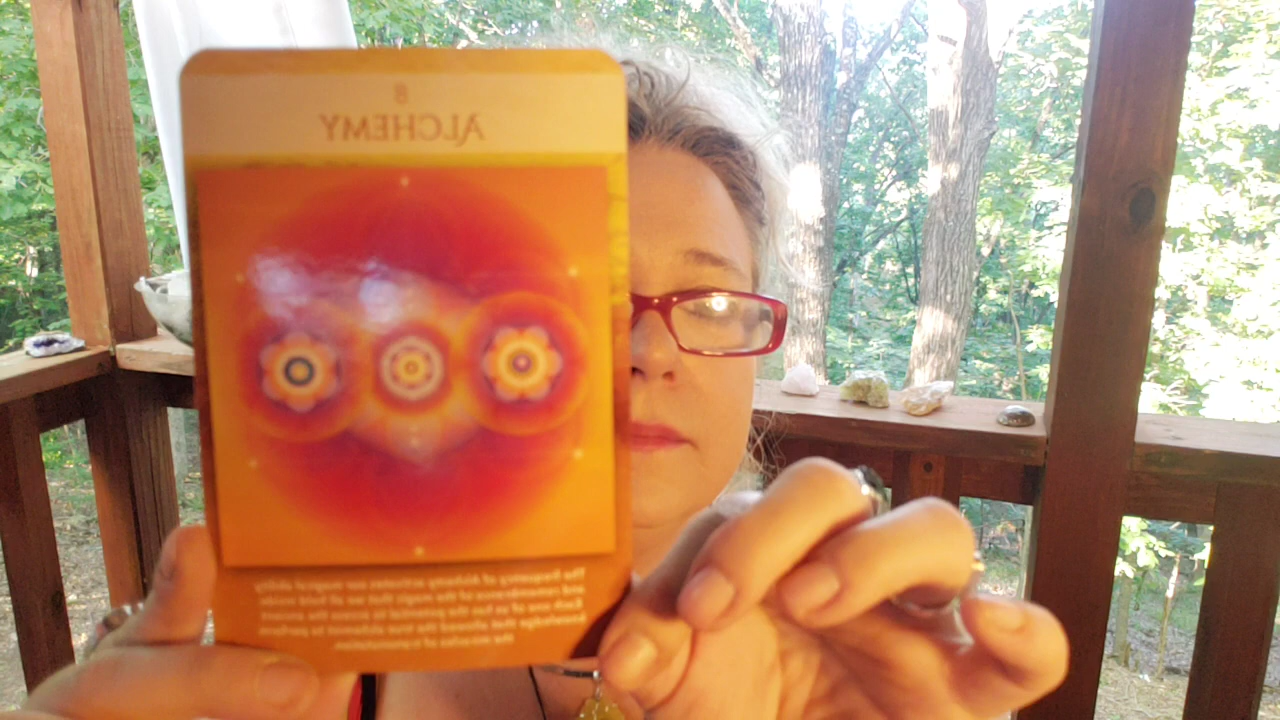 8
ALCHEMY
The frequency of Alchemy activates our magical ability
and remembrance of the magic that we all hold inside.
Each one of us has the potential to access the ancient
knowledge that allowed the true alchemist to perform
the miracles of transmutation.